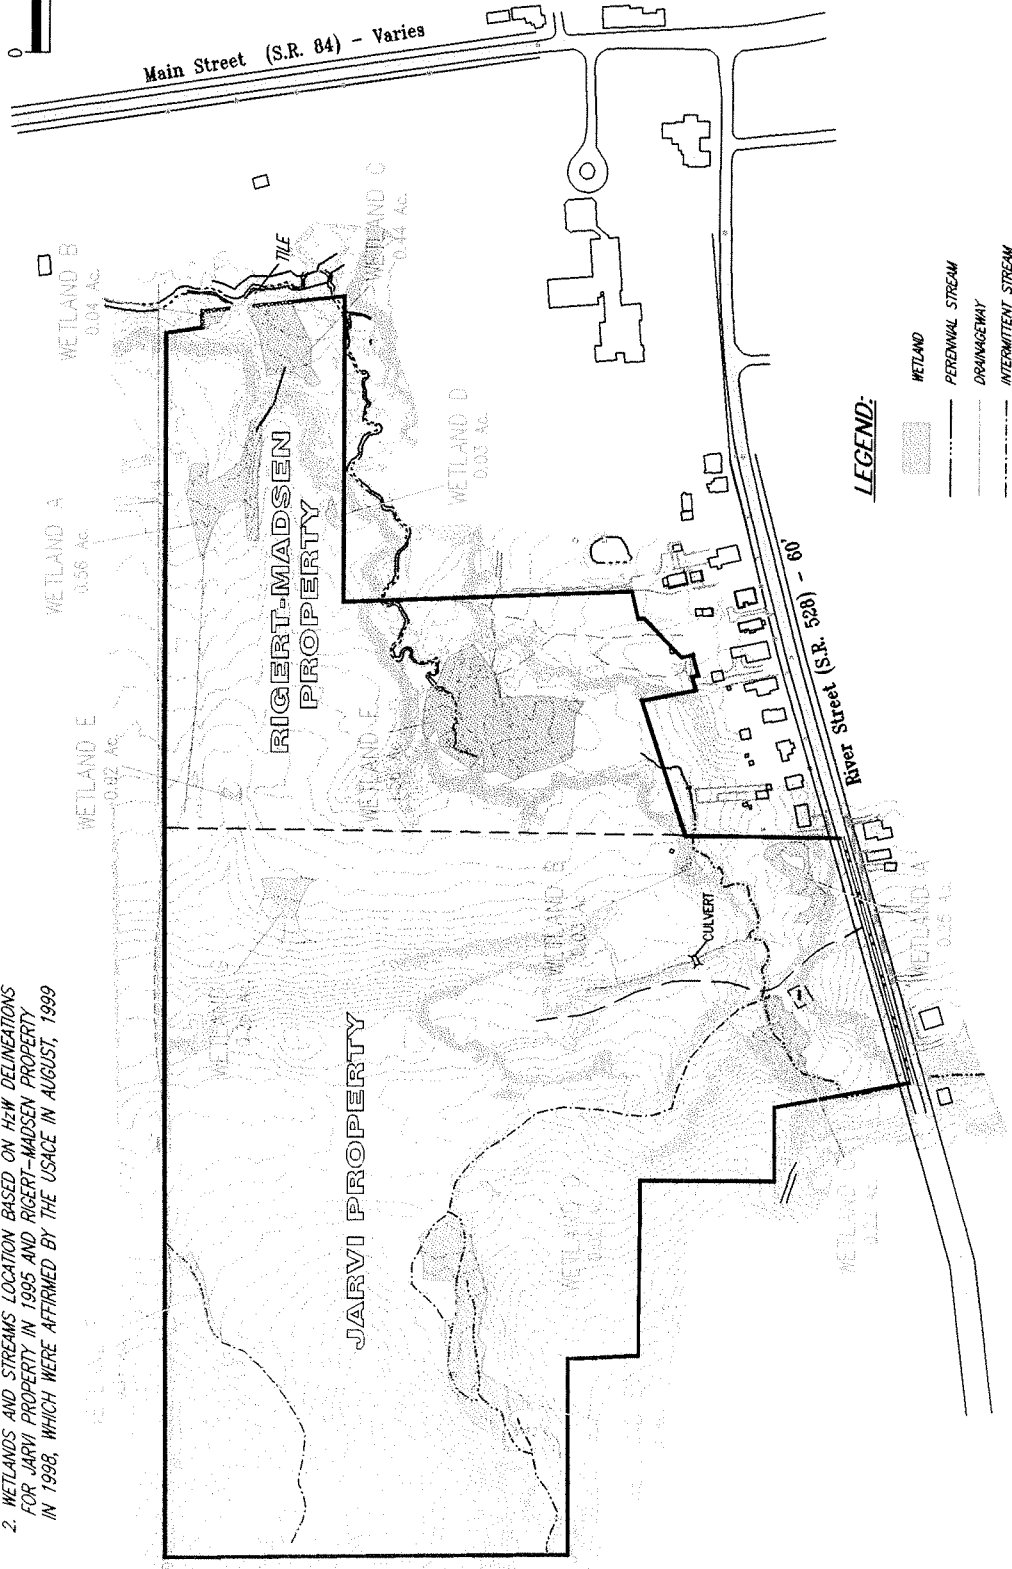 2. WETLANDS AND STREAMS LOCATION BASED ON HZW DELINEATIONS
FOR JARVI PROPERTY IN 1995 AND RIGERT-MADSEN PROPERTY
IN 1998, WHICH WERE AFFIRMED BY THE USACE IN AUGUST, 1999
0
Main Street (S.R. 84) - Varies
WETLAND B
0.04 Ac.
TILE
WETLAND C
0.44 Ac.
WETLAND A
0.56 Ac.
WETLAND D
0.03 Ac.
RIGERT-MADSEN
PROPERTY
WETLAND E
0.02 Ac.
WETLAND F
WETLAND B
CULVERT
River Street (S.R. 528) - 60'
WETLAND A
JARVI PROPERTY
WETLAND
WETLAND
LEGEND:
WETLAND
PERENNIAL STREAM
DRAINAGEWAY
INTERMITTENT STREAM